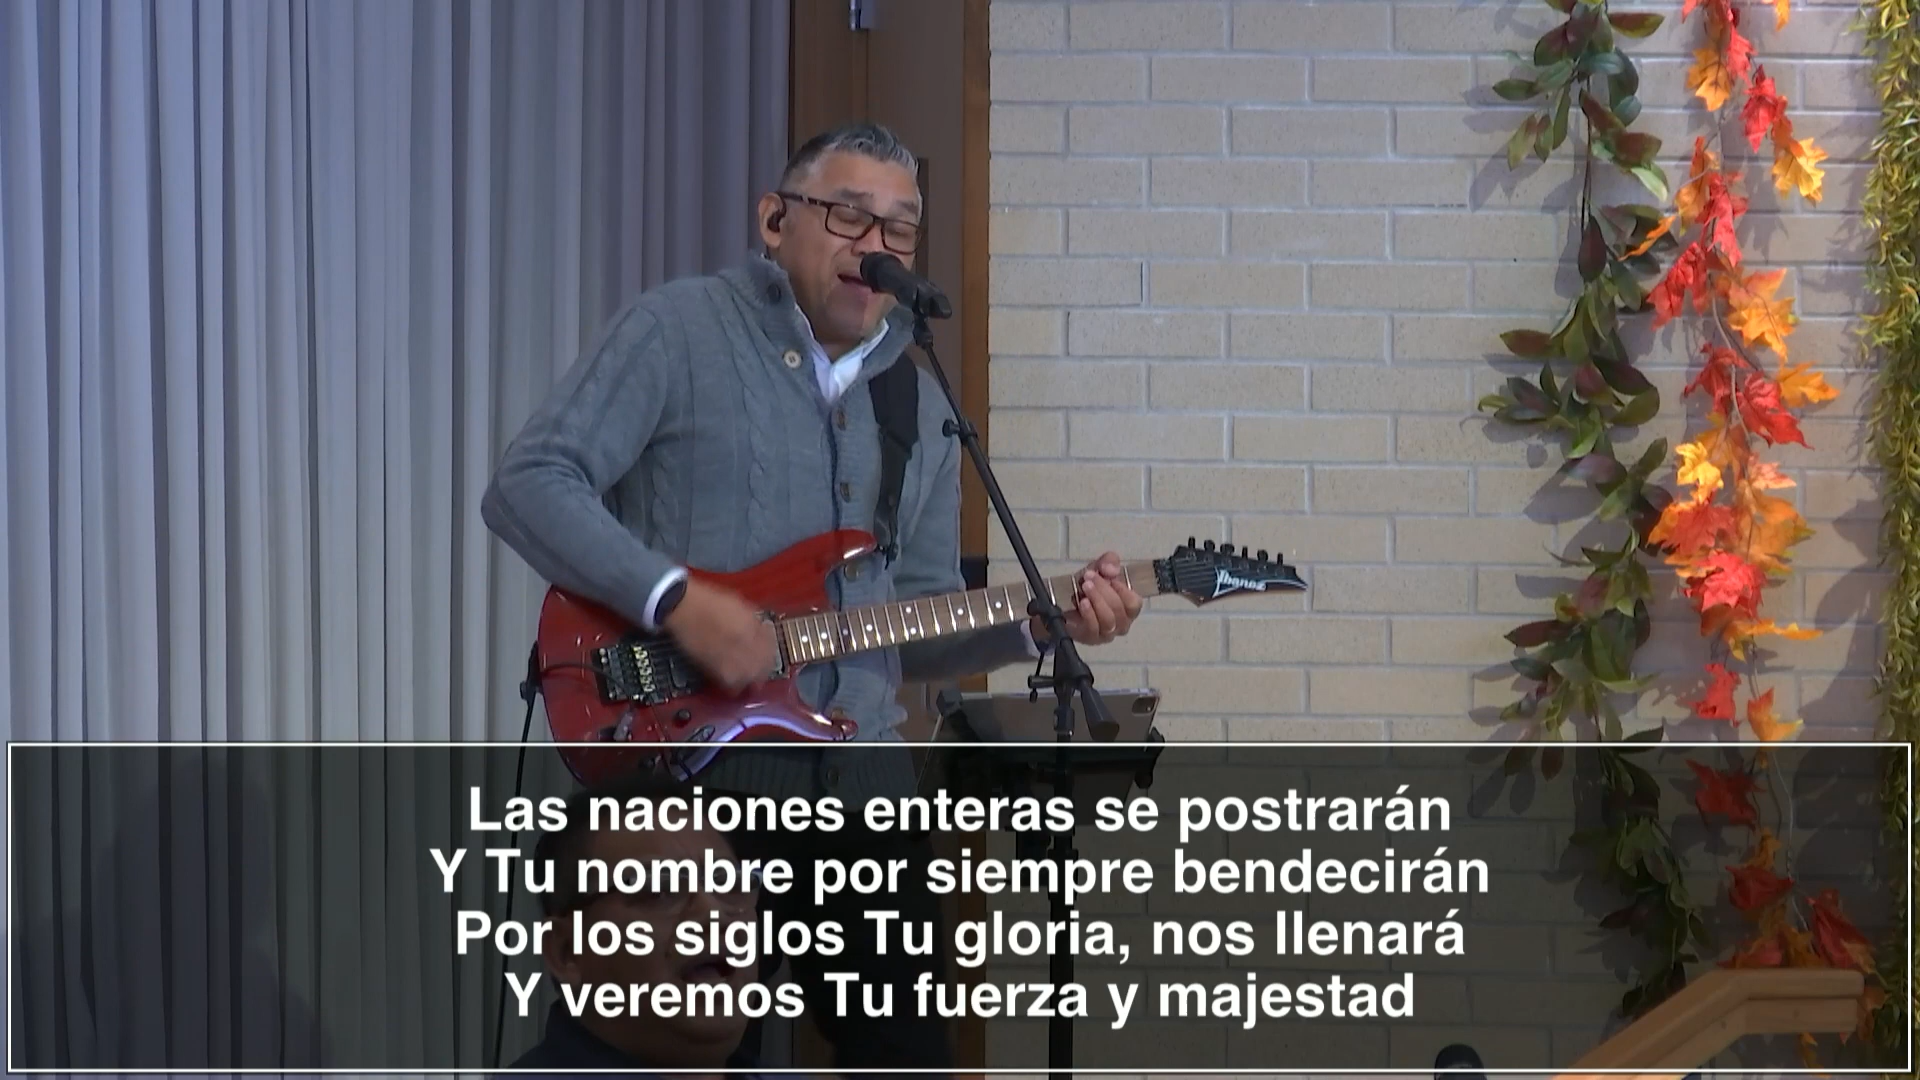 Ibanez
Las naciones enteras se postrarán
Y Tu nombre por siempre bendecirán
Por los siglos Tu gloria, nos llenará
Y veremos Tu fuerza y majestad